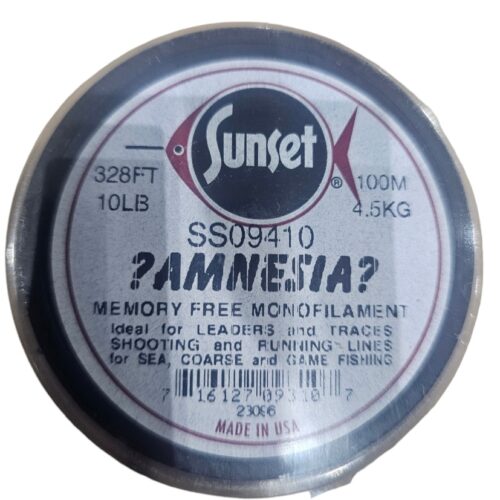 Sunset
®
328FT
10LB
100M
4.5KG
SS09410
?AMNESIA?
MEMORY FREE MONOFILAMENT
Ideal for LEADERS and TRACES
SHOOTING and RUNNING LINES
for SEA, COARSE and GAME FISHING
7 16127 09310 7
23096
MADE IN USA